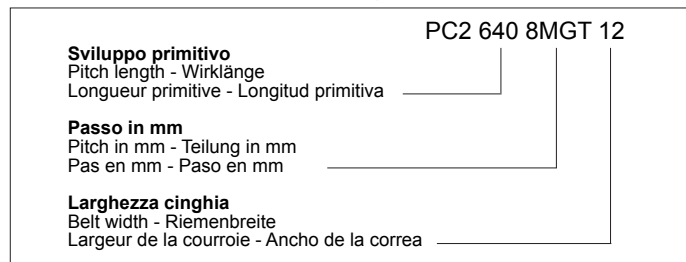 PC2 640 8MGT 12
Sviluppo primitivo
Pitch length - Wirklänge
Longueur primitive - Longitud primitiva
Passo in mm
Pitch in mm - Teilung in mm
Pas en mm - Paso en mm
Larghezza cinghia
Belt width - Riemenbreite
Largeur de la courroie - Ancho de la correa